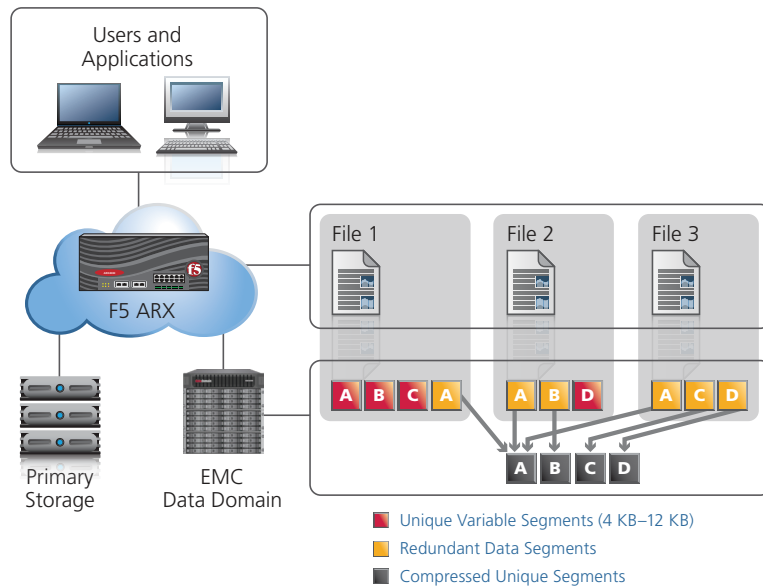 Users and
Applications
f5
F5 ARX
File 1
File 2
File 3
A B C A
A B D
A C D
A B C D
Primary
Storage
EMC
Data Domain
Unique Variable Segments (4 KB–12 KB)
Redundant Data Segments
Compressed Unique Segments